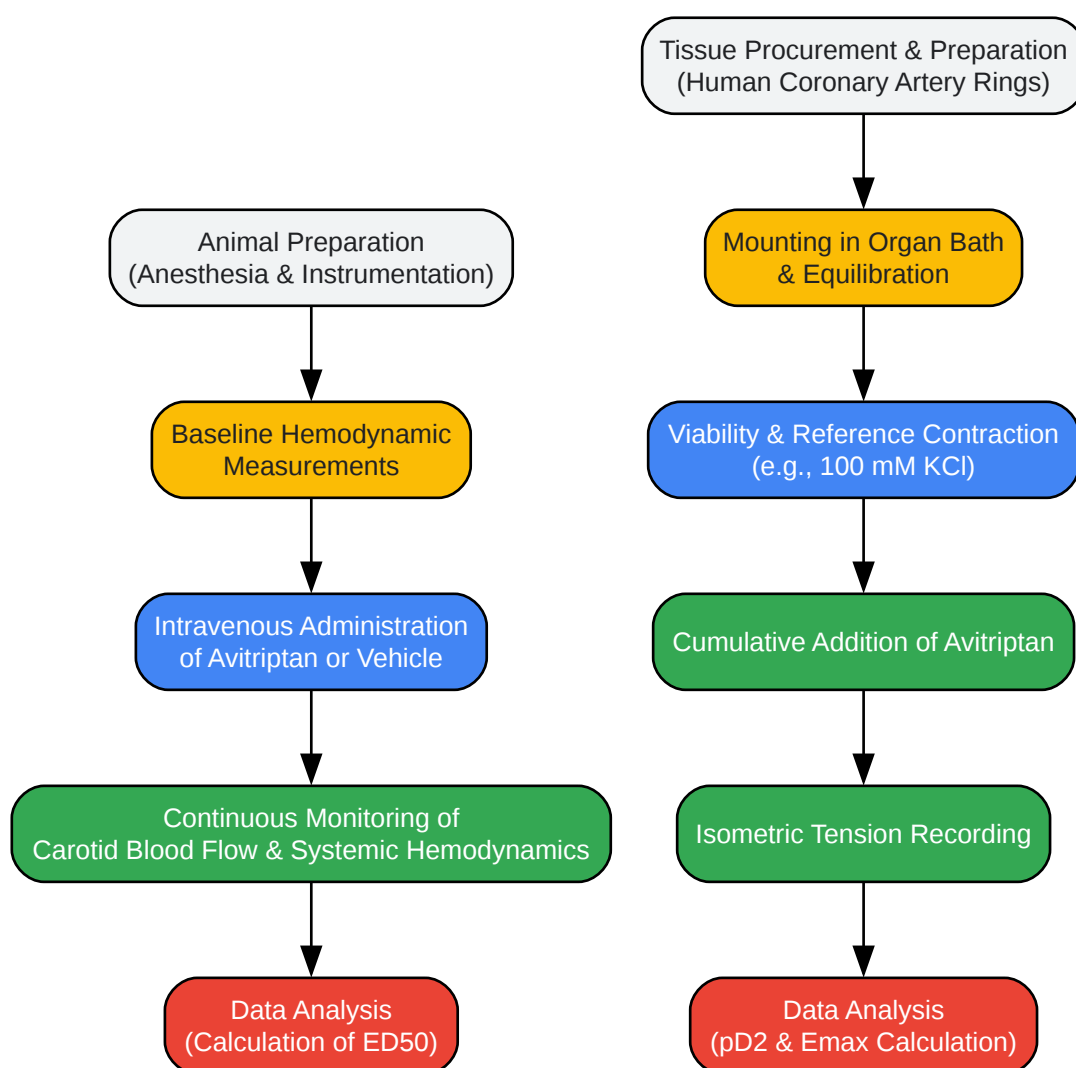 Animal Preparation
(Anesthesia & Instrumentation)
Baseline Hemodynamic
Measurements
Intravenous Administration
of Avitriptan or Vehicle
Continuous Monitoring of
Carotid Blood Flow & Systemic Hemodynamics
Data Analysis
(Calculation of ED50)
Tissue Procurement & Preparation
(Human Coronary Artery Rings)
Mounting in Organ Bath
& Equilibration
Viability & Reference Contraction
(e.g., 100 mM KCl)
Cumulative Addition of Avitriptan
Isometric Tension Recording
Data Analysis
(pD2 & Emax Calculation)